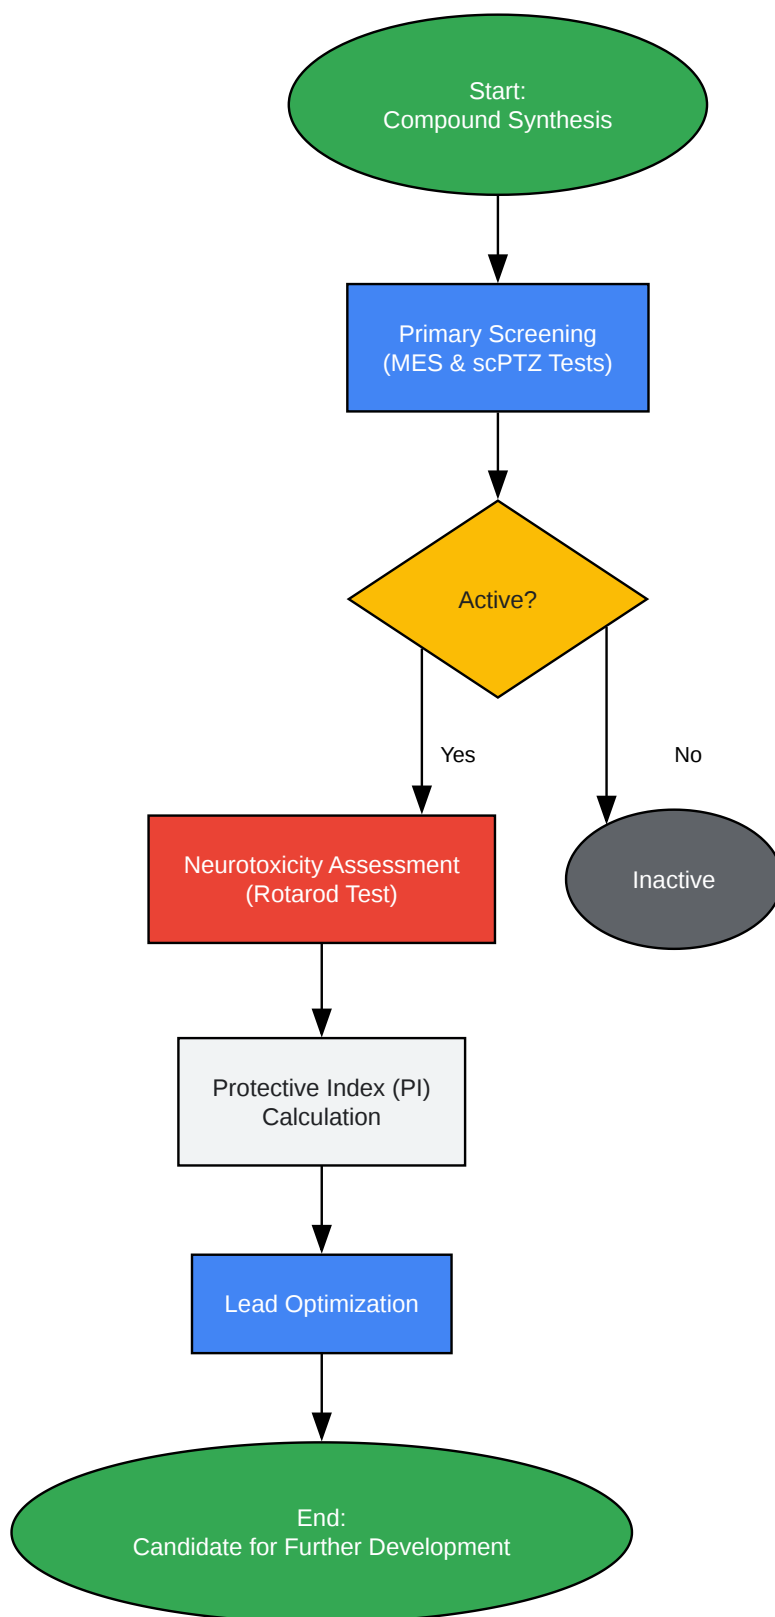 Start:
Compound Synthesis
Primary Screening
(MES & scPTZ Tests)
Active?
Yes
No
Neurotoxicity Assessment
(Rotarod Test)
Inactive
Protective Index (PI)
Calculation
Lead Optimization
End:
Candidate for Further Development